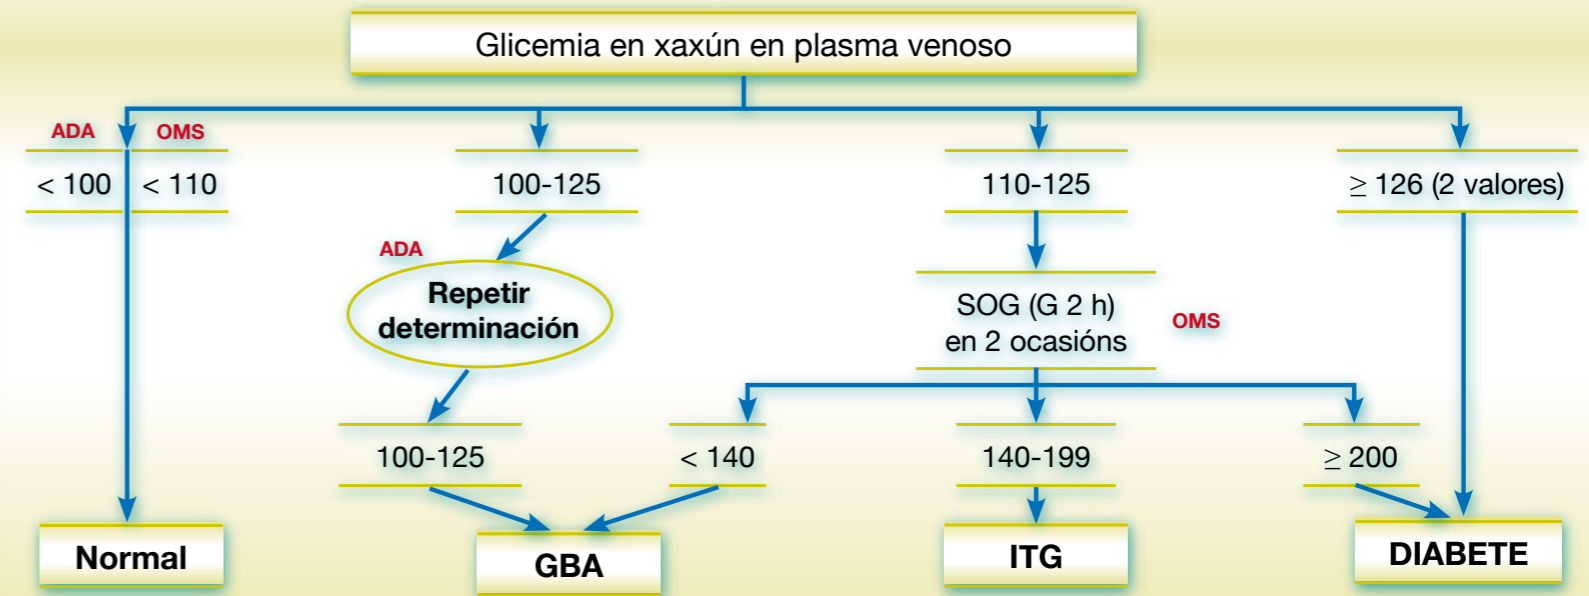 Glicemia en xaxún en plasma venoso
ADA
OMS
< 100
< 110
100-125
110-125
≥ 126 (2 valores)
ADA
Repetir
determinación
SOG (G 2 h)
en 2 ocasións
OMS
100-125
< 140
140-199
≥ 200
Normal
GBA
ITG
DIABETE